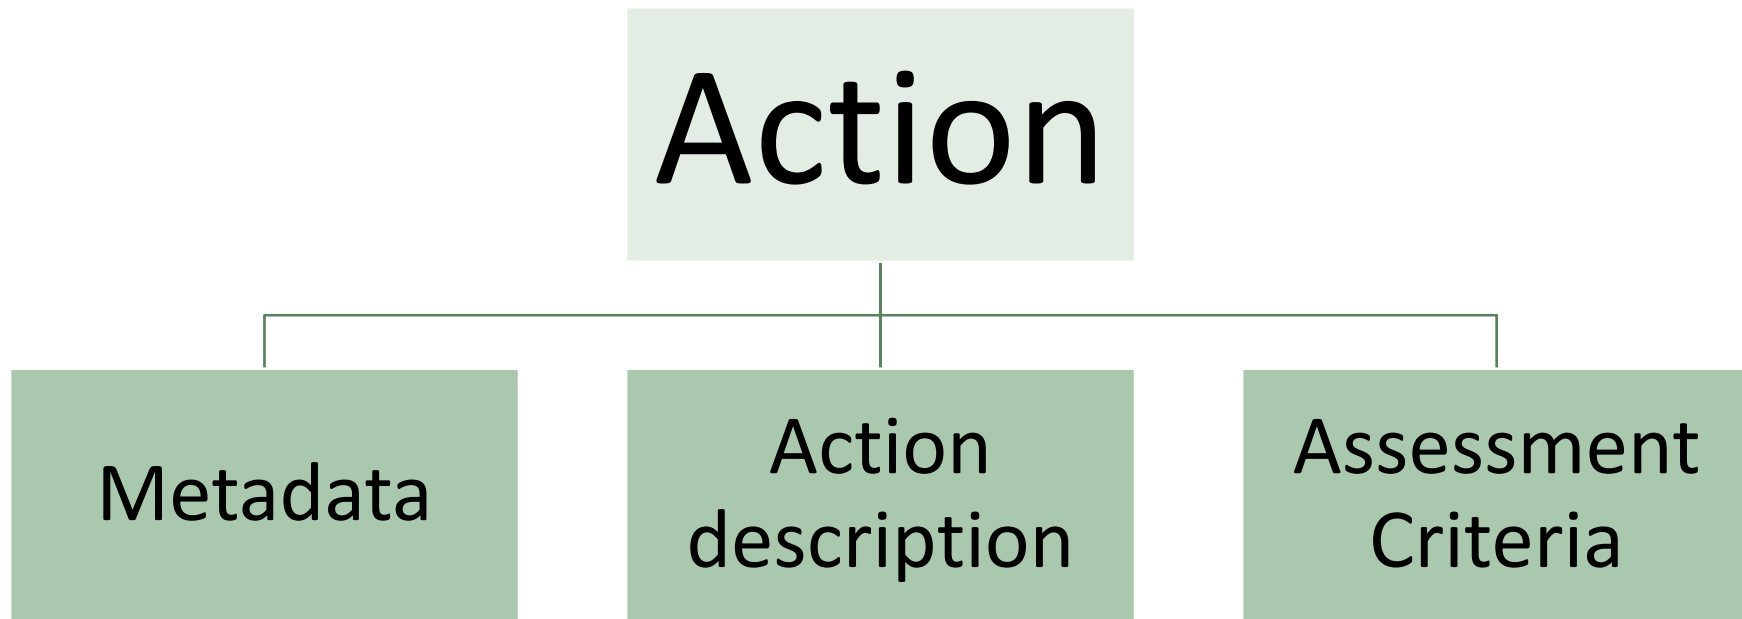 Action
Metadata
Action
description
Assessment
Criteria